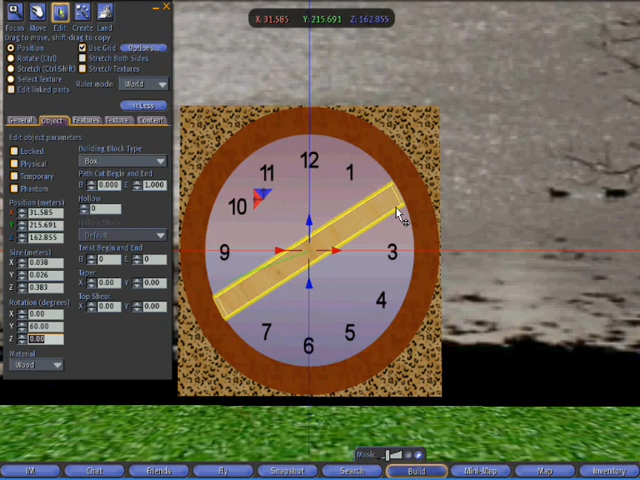 X: 31.585 Y: 215.691 Z: 162.855
Focus Move Edit Create Land
Drag to move, shift-drag to copy
Position
Use Grid
Options...
Rotate (Ctrl)
Stretch Both Sides
Stretch (Ctrl-Shift)
Stretch Textures
Select Texture
Edit linked parts
Ruler mode:
World
Less
General Object Features Texture Content
Edit object parameters:
Locked
Physical
Temporary
Phantom
Position (meters)
X 31.585
Y 215.691
Z 162.855
Size (meters)
X 0.038
Y 0.026
Z 0.383
Rotation (degrees)
X 0.00
Y 60.00
Z 0.00
Material
Wood
Building Block Type
Box
Path Cut Begin and End
B 0.000 E 1.000
Hollow
0
Default
Twist Begin and End
B 0 E 0
Taper
X 0.00 Y 0.00
Top Shear
X 0.00 Y 0.00
12
11
1
10
9
3
4
7
5
6
Music
IM Chat Friends Fly Snapshot Search Build Mini-Map Map Inventory